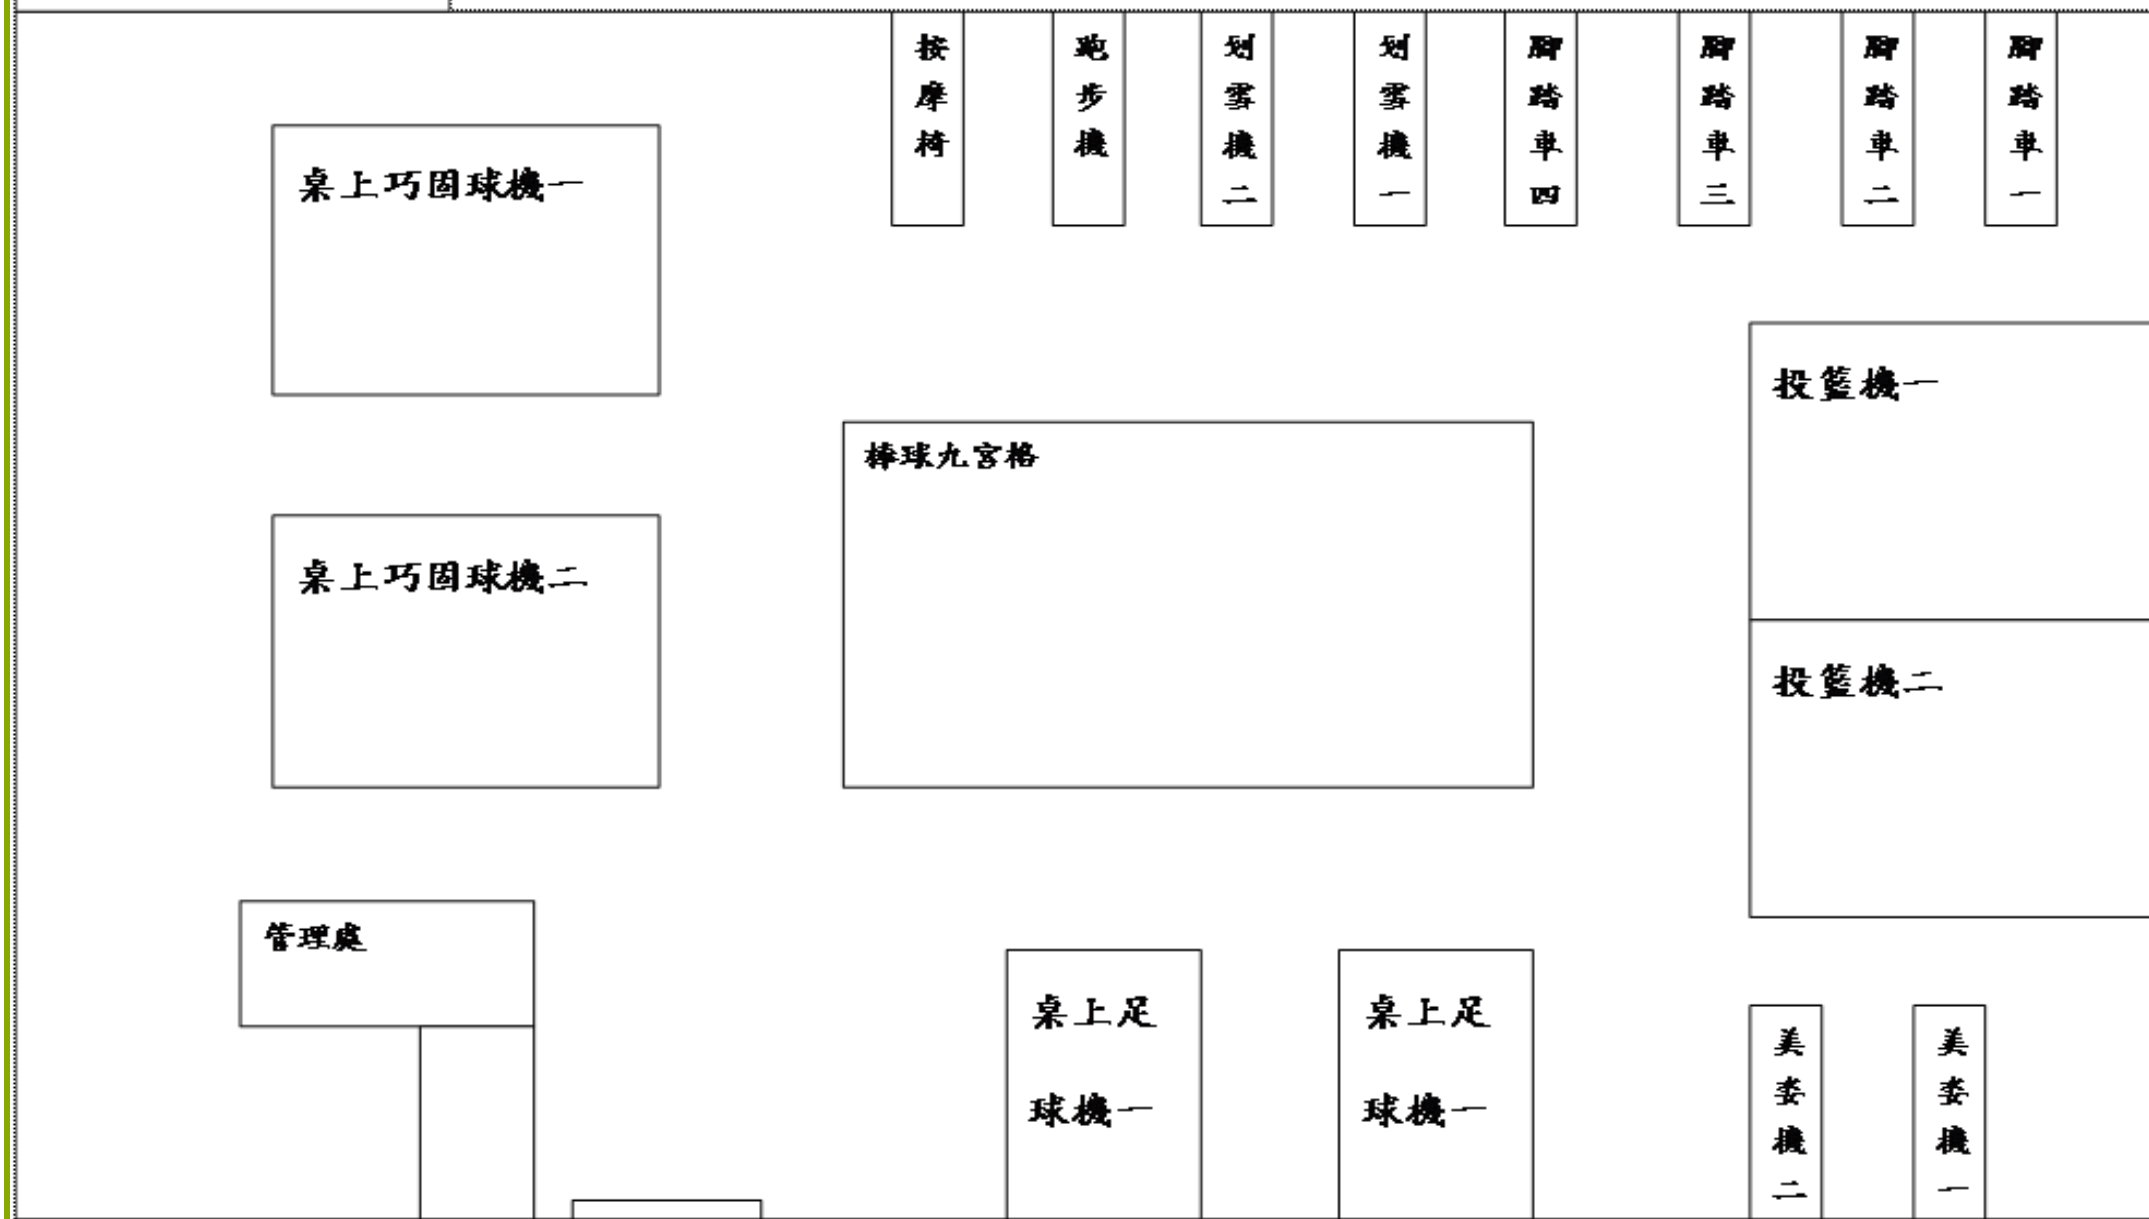 按摩椅
跑步機
划雪機二
划雪機一
腳踏車四
腳踏車三
腳踏車二
腳踏車一
桌上巧固球機一
投籃機一
棒球九宮格
桌上巧固球機二
投籃機二
管理處
桌上足
球機一
桌上足
球機一
美姿機二
美姿機一